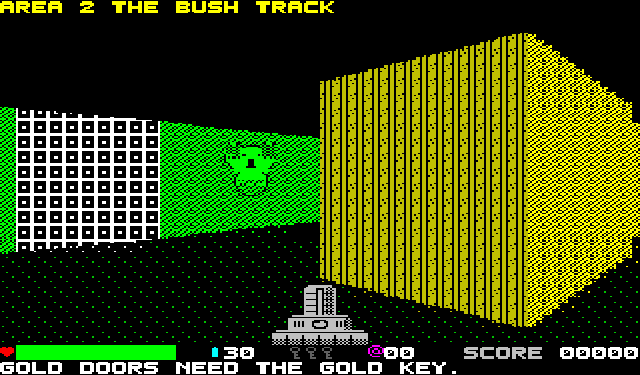 AREA 2 THE BUSH TRACK
30 00 SCORE 00000
GOLD DOORS NEED THE GOLD KEY.